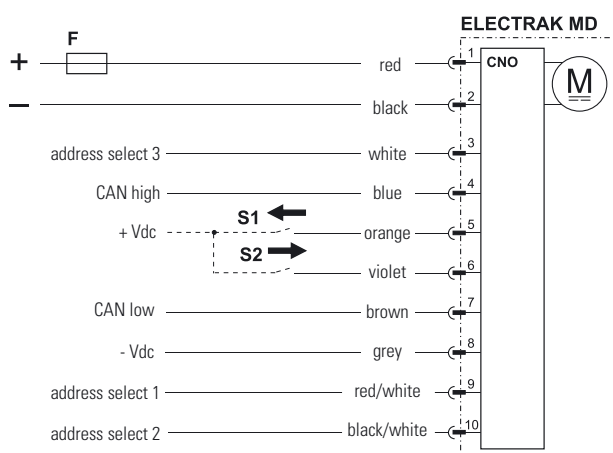 ELECTRAK MD
F
+ red 1 CNO M
− black 2
address select 3 white 3
CAN high blue 4
+ Vdc S1 orange 5
S2 violet 6
CAN low brown 7
- Vdc grey 8
address select 1 red/white 9
address select 2 black/white 10